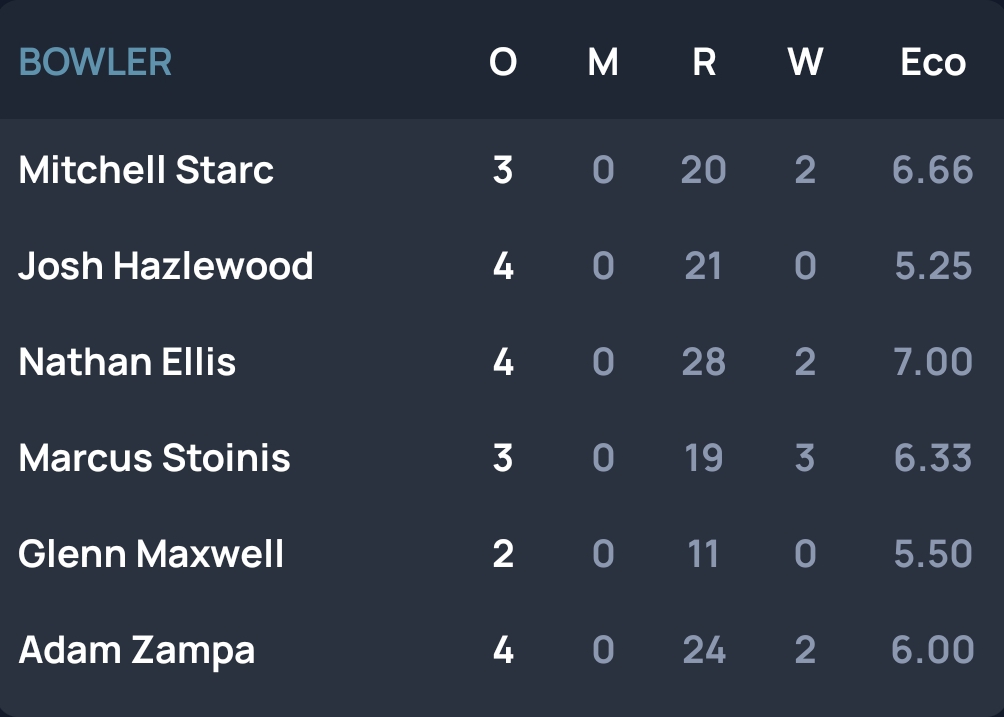 BOWLER O M R W Eco
Mitchell Starc 3 0 20 2 6.66
Josh Hazlewood 4 0 21 0 5.25
Nathan Ellis 4 0 28 2 7.00
Marcus Stoinis 3 0 19 3 6.33
Glenn Maxwell 2 0 11 0 5.50
Adam Zampa 4 0 24 2 6.00